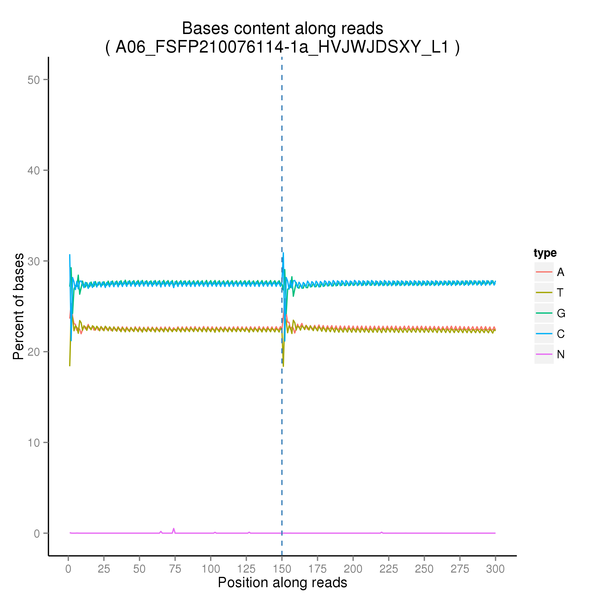 Bases content along reads
( A06_FSFP210076114-1a_HVJWJDSXY_L1 )
Percent of bases
50
40
30
20
10
0
0 25 50 75 100 125 150 175 200 225 250 275 300
Position along reads
type
A
T
G
C
N